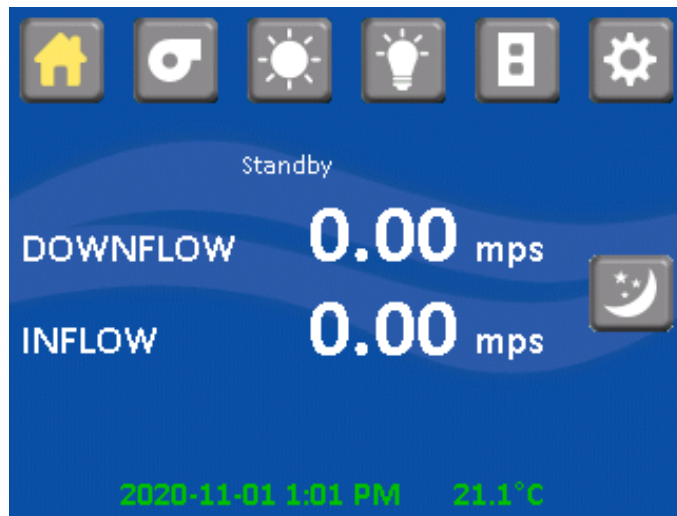 Standby
DOWNFLOW 0.00 mps
INFLOW 0.00 mps
2020-11-01 1:01 PM 21.1°C